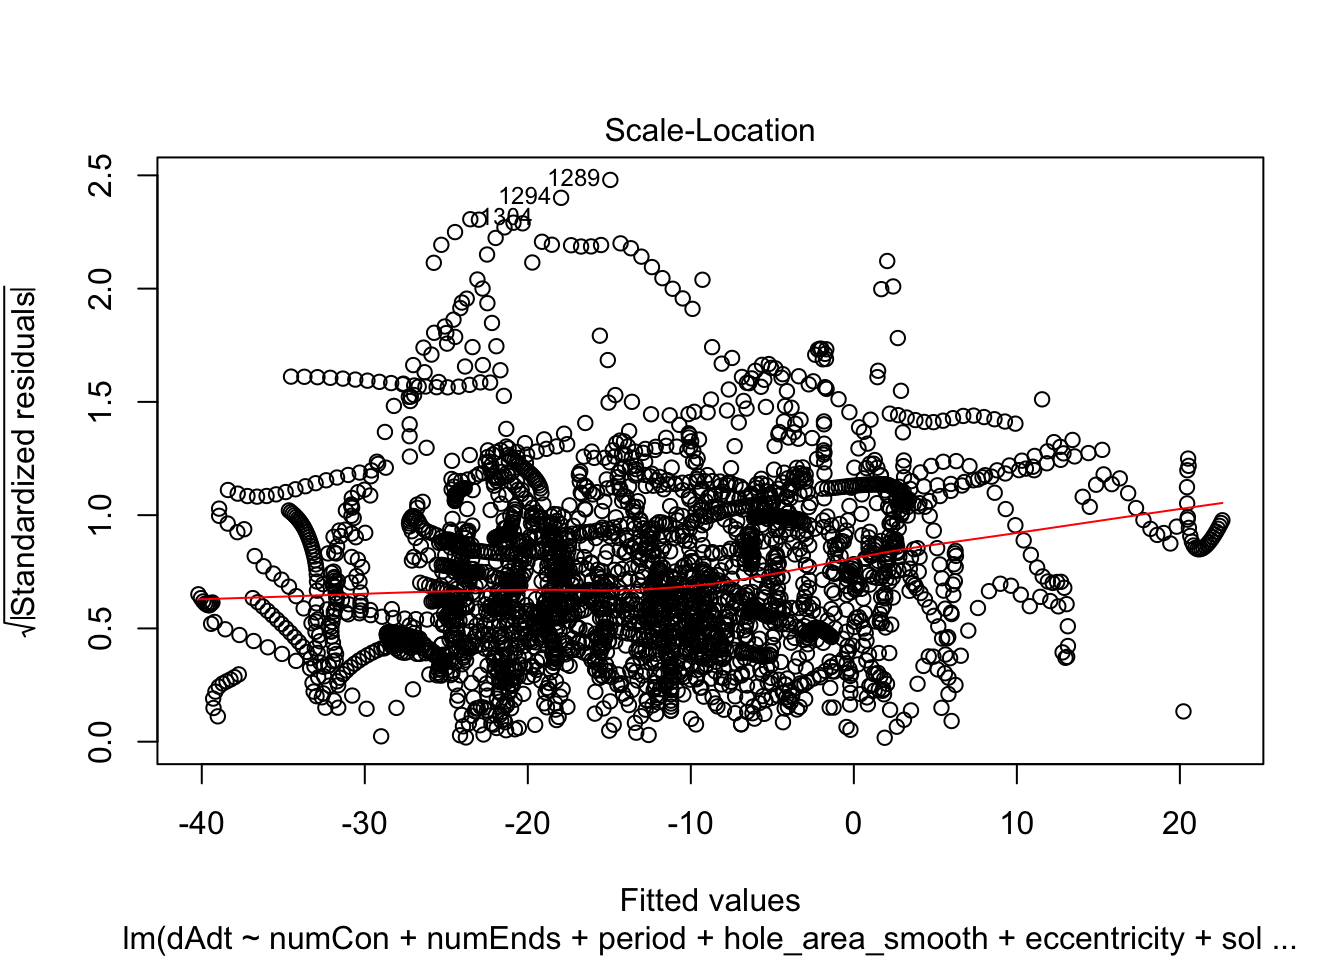 Scale-Location
√|Standardized residuals|
2.5
2.0
1.5
1.0
0.5
0.0
1289
1294
1304
-40 -30 -20 -10 0 10 20
Fitted values
lm(dAdt ~ numCon + numEnds + period + hole_area_smooth + eccentricity + sol ...